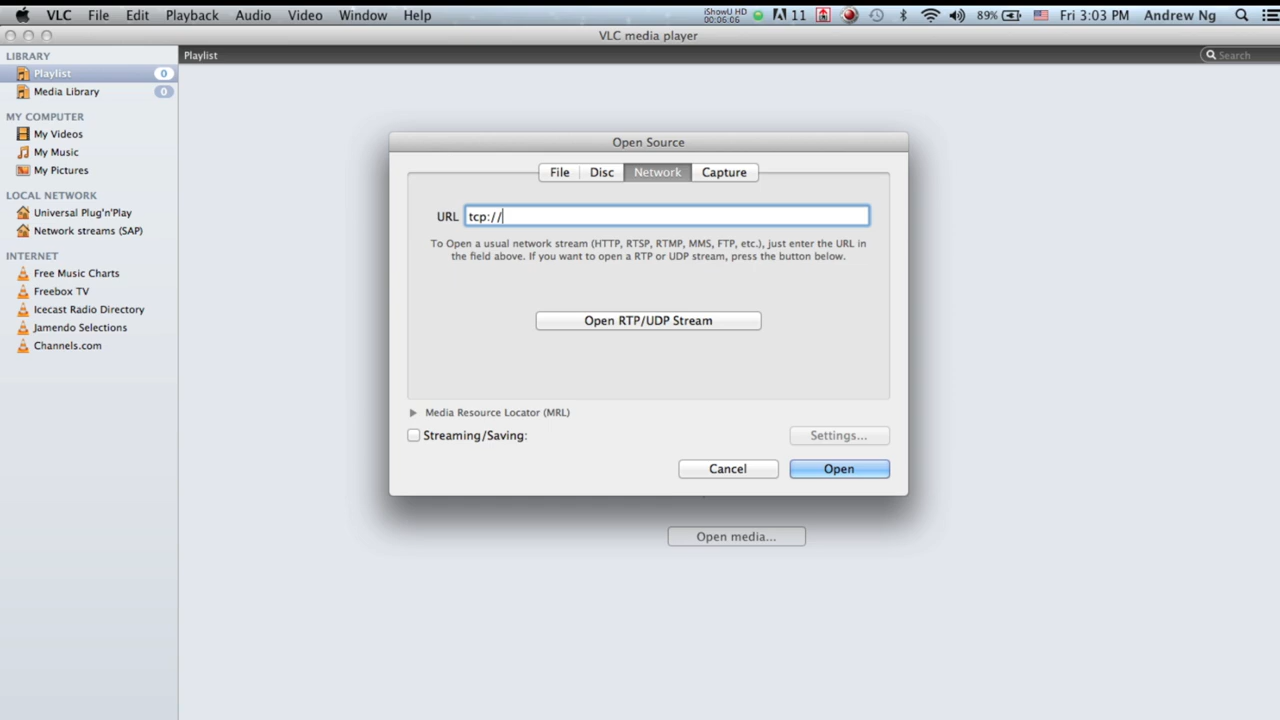 VLC File Edit Playback Audio Video Window Help iShowU HD 00:06:06 11 89% Fri 3:03 PM Andrew Ng
VLC media player
LIBRARY
Playlist 0
Media Library 0
MY COMPUTER
My Videos
My Music
My Pictures
LOCAL NETWORK
Universal Plug'n'Play
Network streams (SAP)
INTERNET
Free Music Charts
Freebox TV
Icecast Radio Directory
Jamendo Selections
Channels.com
Playlist Search
Open Source
File Disc Network Capture
URL tcp://
To Open a usual network stream (HTTP, RTSP, RTMP, MMS, FTP, etc.), just enter the URL in
the field above. If you want to open a RTP or UDP stream, press the button below.
Open RTP/UDP Stream
Media Resource Locator (MRL)
Streaming/Saving: Settings...
Cancel Open
Open media...